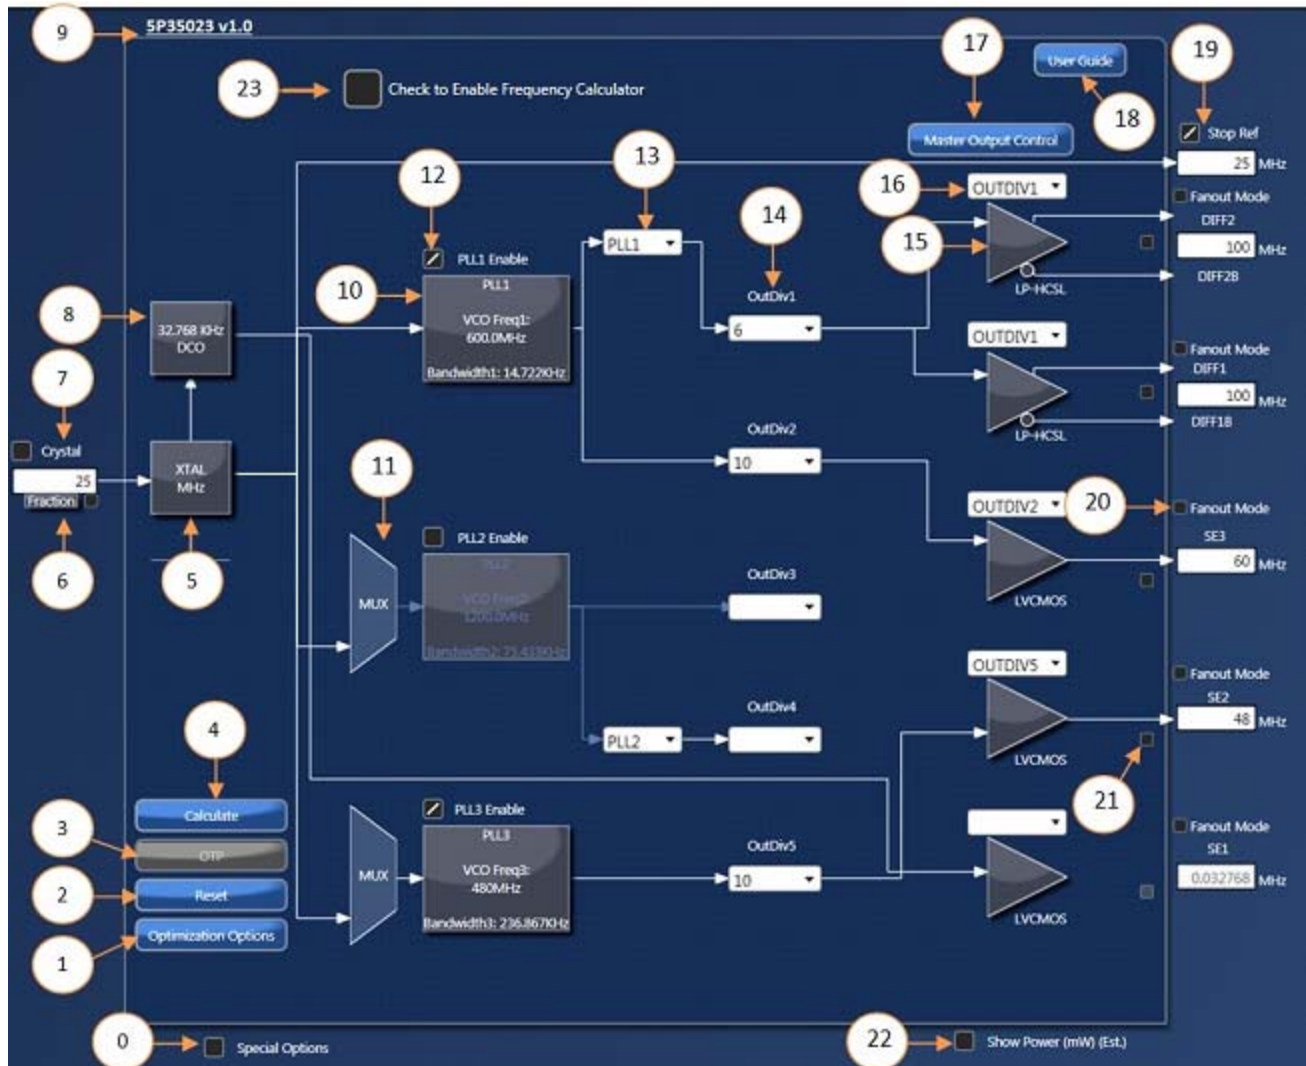 9
5P35023 v1.0
17
19
User Guide
23
Check to Enable Frequency Calculator
18
Stop Ref
Master Output Control
25 MHz
12
13
16
OUTDIV1
Fanout Mode
14
DIFF2
PLL1
15
100 MHz
PLL1 Enable
10
PLL1
DIFF2B
LP-HCSL
OutDiv1
8
VCO Freq1:
600.0MHz
32.768 KHz
DCO
6
OUTDIV1
Fanout Mode
DIFF1
7
Bandwidth1: 14.722KHz
100 MHz
DIFF1B
OutDiv2
LP-HCSL
Crystal
11
10
XTAL
MHz
25
Fraction
OUTDIV2
20
Fanout Mode
SE3
PLL2 Enable
60 MHz
6
5
OutDiv3
MUX
VCO Freq2:
1200.0MHz
LVCMOS
Bandwidth2: 75.433KHz
OUTDIV5
Fanout Mode
SE2
OutDiv4
48 MHz
4
PLL2
LVCMOS
21
Calculate
PLL3 Enable
3
OTP
PLL3
Fanout Mode
SE1
OutDiv5
2
Reset
MUX
VCO Freq3:
480MHz
10
0.032768 MHz
LVCMOS
Bandwidth3: 236.867KHz
Optimization Options
1
0
Special Options
22
Show Power (mW) (Est.)